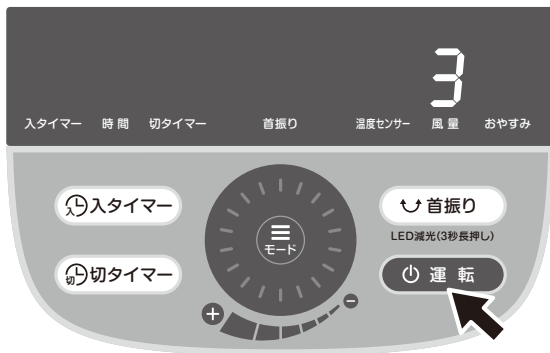 3
入タイマー 時間 切タイマー 首振り 温度センサー 風量 おやすみ
入 入タイマー
首振り
LED減光(3秒長押し)
モード
切 切タイマー
運転
+ -